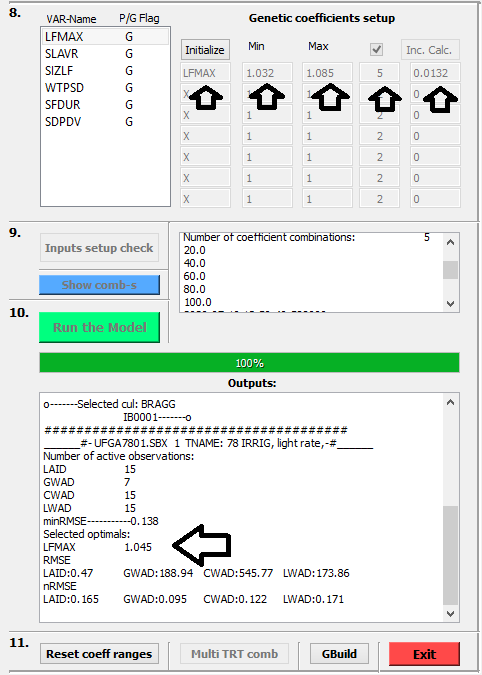 8.
VAR-Name P/G Flag
LFMAX G
SLAVR G
SIZLF G
WTPSD G
SFDUR G
SDPDV G
Genetic coefficients setup
Initialize Min Max Inc. Calc.
LFMAX 1.032 1.085 5 0.0132
X 1 1 2 0
X 1 1 2 0
X 1 1 2 0
X 1 1 2 0
X 1 1 2 0
X 1 1 2 0
9.
Inputs setup check
Show comb-s
Number of coefficient combinations: 5
20.0
40.0
60.0
80.0
100.0
10.
Run the Model
100%
Outputs:
o-------Selected cul: BRAGG
IB0001-------o
######################################
______#-UFGA7801.SBX 1 TNAME: 78 IRRIG, light rate,-#______
Number of active observations:
LAID 15
GWAD 7
CWAD 15
LWAD 15
minRMSE-----------0.138
Selected optimals:
LFMAX 1.045
RMSE
LAID:0.47 GWAD:188.94 CWAD:545.77 LWAD:173.86
nRMSE
LAID:0.165 GWAD:0.095 CWAD:0.122 LWAD:0.171
11.
Reset coeff ranges Multi TRT comb GBuild Exit